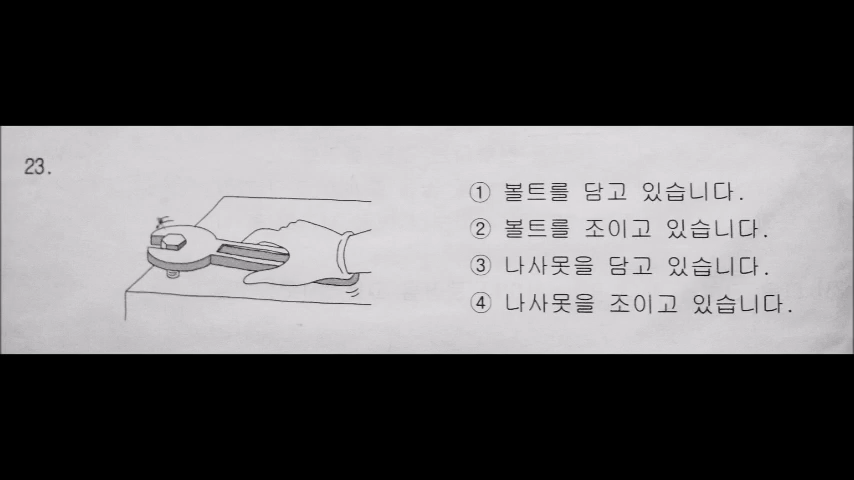 23.
① 볼트를 담고 있습니다.
② 볼트를 조이고 있습니다.
③ 나사못을 담고 있습니다.
④ 나사못을 조이고 있습니다.